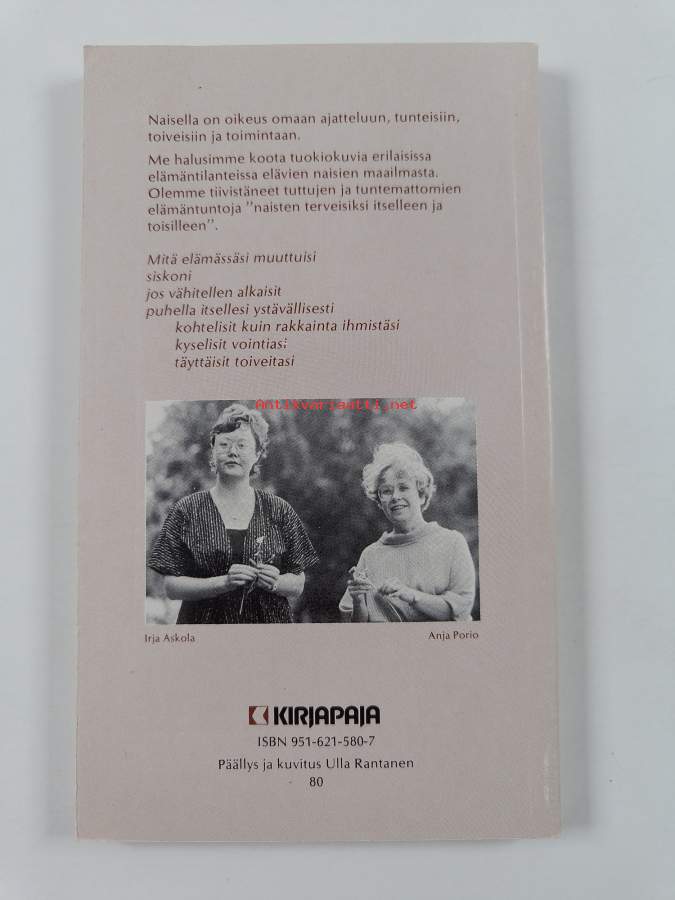 Naisella on oikeus omaan ajatteluun, tunteisiin,
toiveisiin ja toimintaan.
Me halusimme koota tuokiokuvia erilaisissa
elämäntilanteissa elävien naisien maailmasta.
Olemme tiivistäneet tuttujen ja tuntemattomien
elämäntuntoja "naisten terveisiksi itselleen ja
toisilleen".
Mitä elämässäsi muuttuisi
siskoni
jos vähitellen alkaisit
puhella itsellesi ystävällisesti
kohtelisit kuin rakkainta ihmistäsi
kyselisit vointiasi
täyttäisit toiveitasi
Antikvariaatti.net
Irja Askola
Anja Porio
KIRJAPAJA
ISBN 951-621-580-7
Päällys ja kuvitus Ulla Rantanen
80